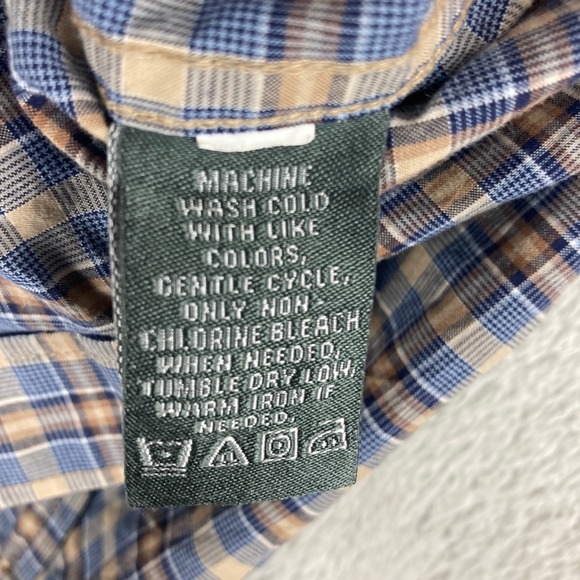 MACHINE
WASH COLD
WITH LIKE
COLORS,
GENTLE CYCLE,
ONLY NON-
CHLORINE BLEACH
WHEN NEEDED,
TUMBLE DRY LOW,
WARM IRON IF
NEEDED.